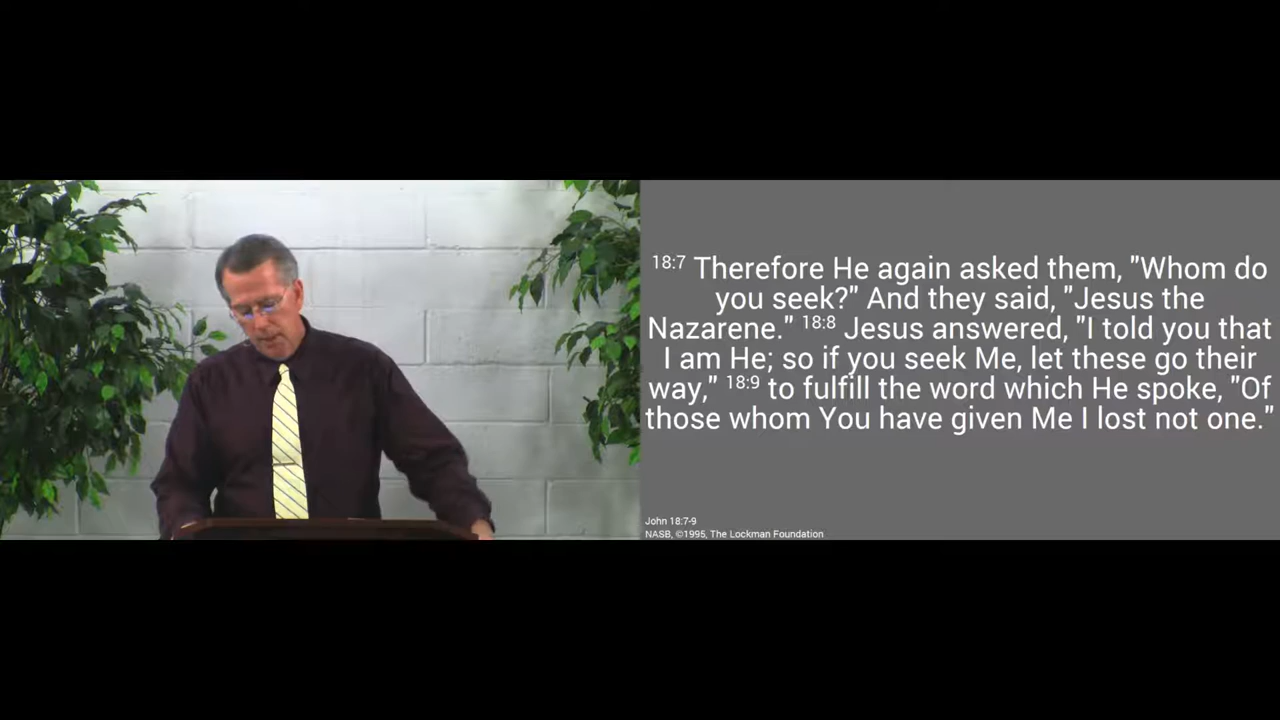 18:7 Therefore He again asked them, "Whom do
you seek?" And they said, "Jesus the
Nazarene." 18:8 Jesus answered, "I told you that
I am He; so if you seek Me, let these go their
way," 18:9 to fulfill the word which He spoke, "Of
those whom You have given Me I lost not one."
John 18:7-9
NASB, ©1995, The Lockman Foundation